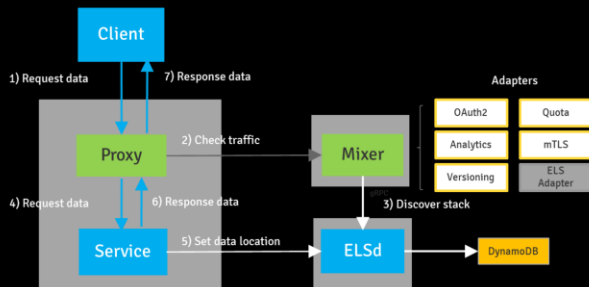 Client
1) Request data
7) Response data
Adapters
OAuth2
Quota
Analytics
mTLS
Versioning
ELS
Adapter
Proxy
2) Check traffic
Mixer
gRPC
3) Discover stack
4) Request data
6) Response data
Service
5) Set data location
ELSd
DynamoDB